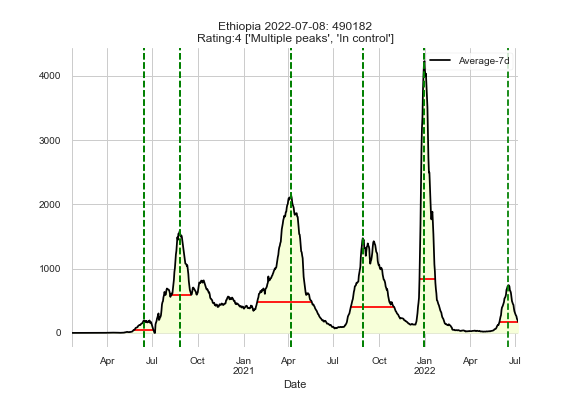 Ethiopia 2022-07-08: 490182
Rating:4 ['Multiple peaks', 'In control']
Average-7d
4000
3000
2000
1000
0
Apr Jul Oct Jan Apr Jul Oct Jan Apr Jul
2021 2022
Date